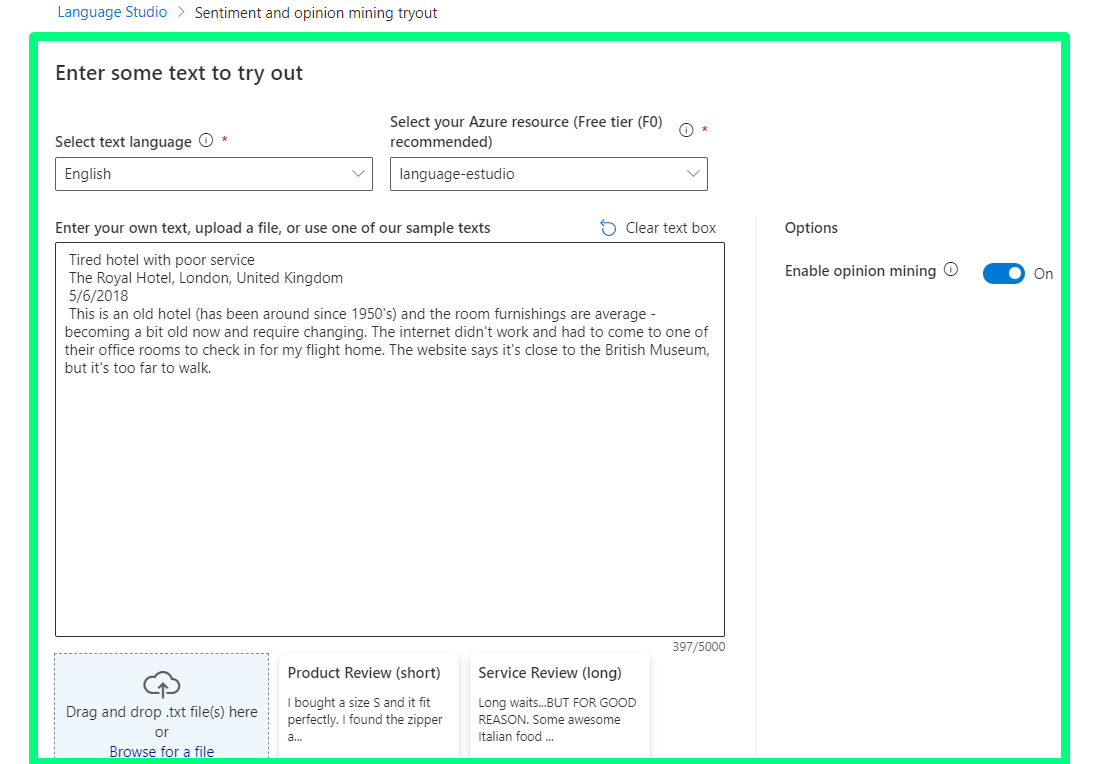 Language Studio > Sentiment and opinion mining tryout
Enter some text to try out
Select text language *
Select your Azure resource (Free tier (F0)
recommended) *
English
language-estudio
Enter your own text, upload a file, or use one of our sample texts
Clear text box
Options
Enable opinion mining
On
Tired hotel with poor service
The Royal Hotel, London, United Kingdom
5/6/2018
This is an old hotel (has been around since 1950's) and the room furnishings are average -
becoming a bit old now and require changing. The internet didn't work and had to come to one of
their office rooms to check in for my flight home. The website says it's close to the British Museum,
but it's too far to walk.
397/5000
Drag and drop .txt file(s) here
or
Browse for a file
Product Review (short)
I bought a size S and it fit
perfectly. I found the zipper
a...
Service Review (long)
Long waits...BUT FOR GOOD
REASON. Some awesome
Italian food ...